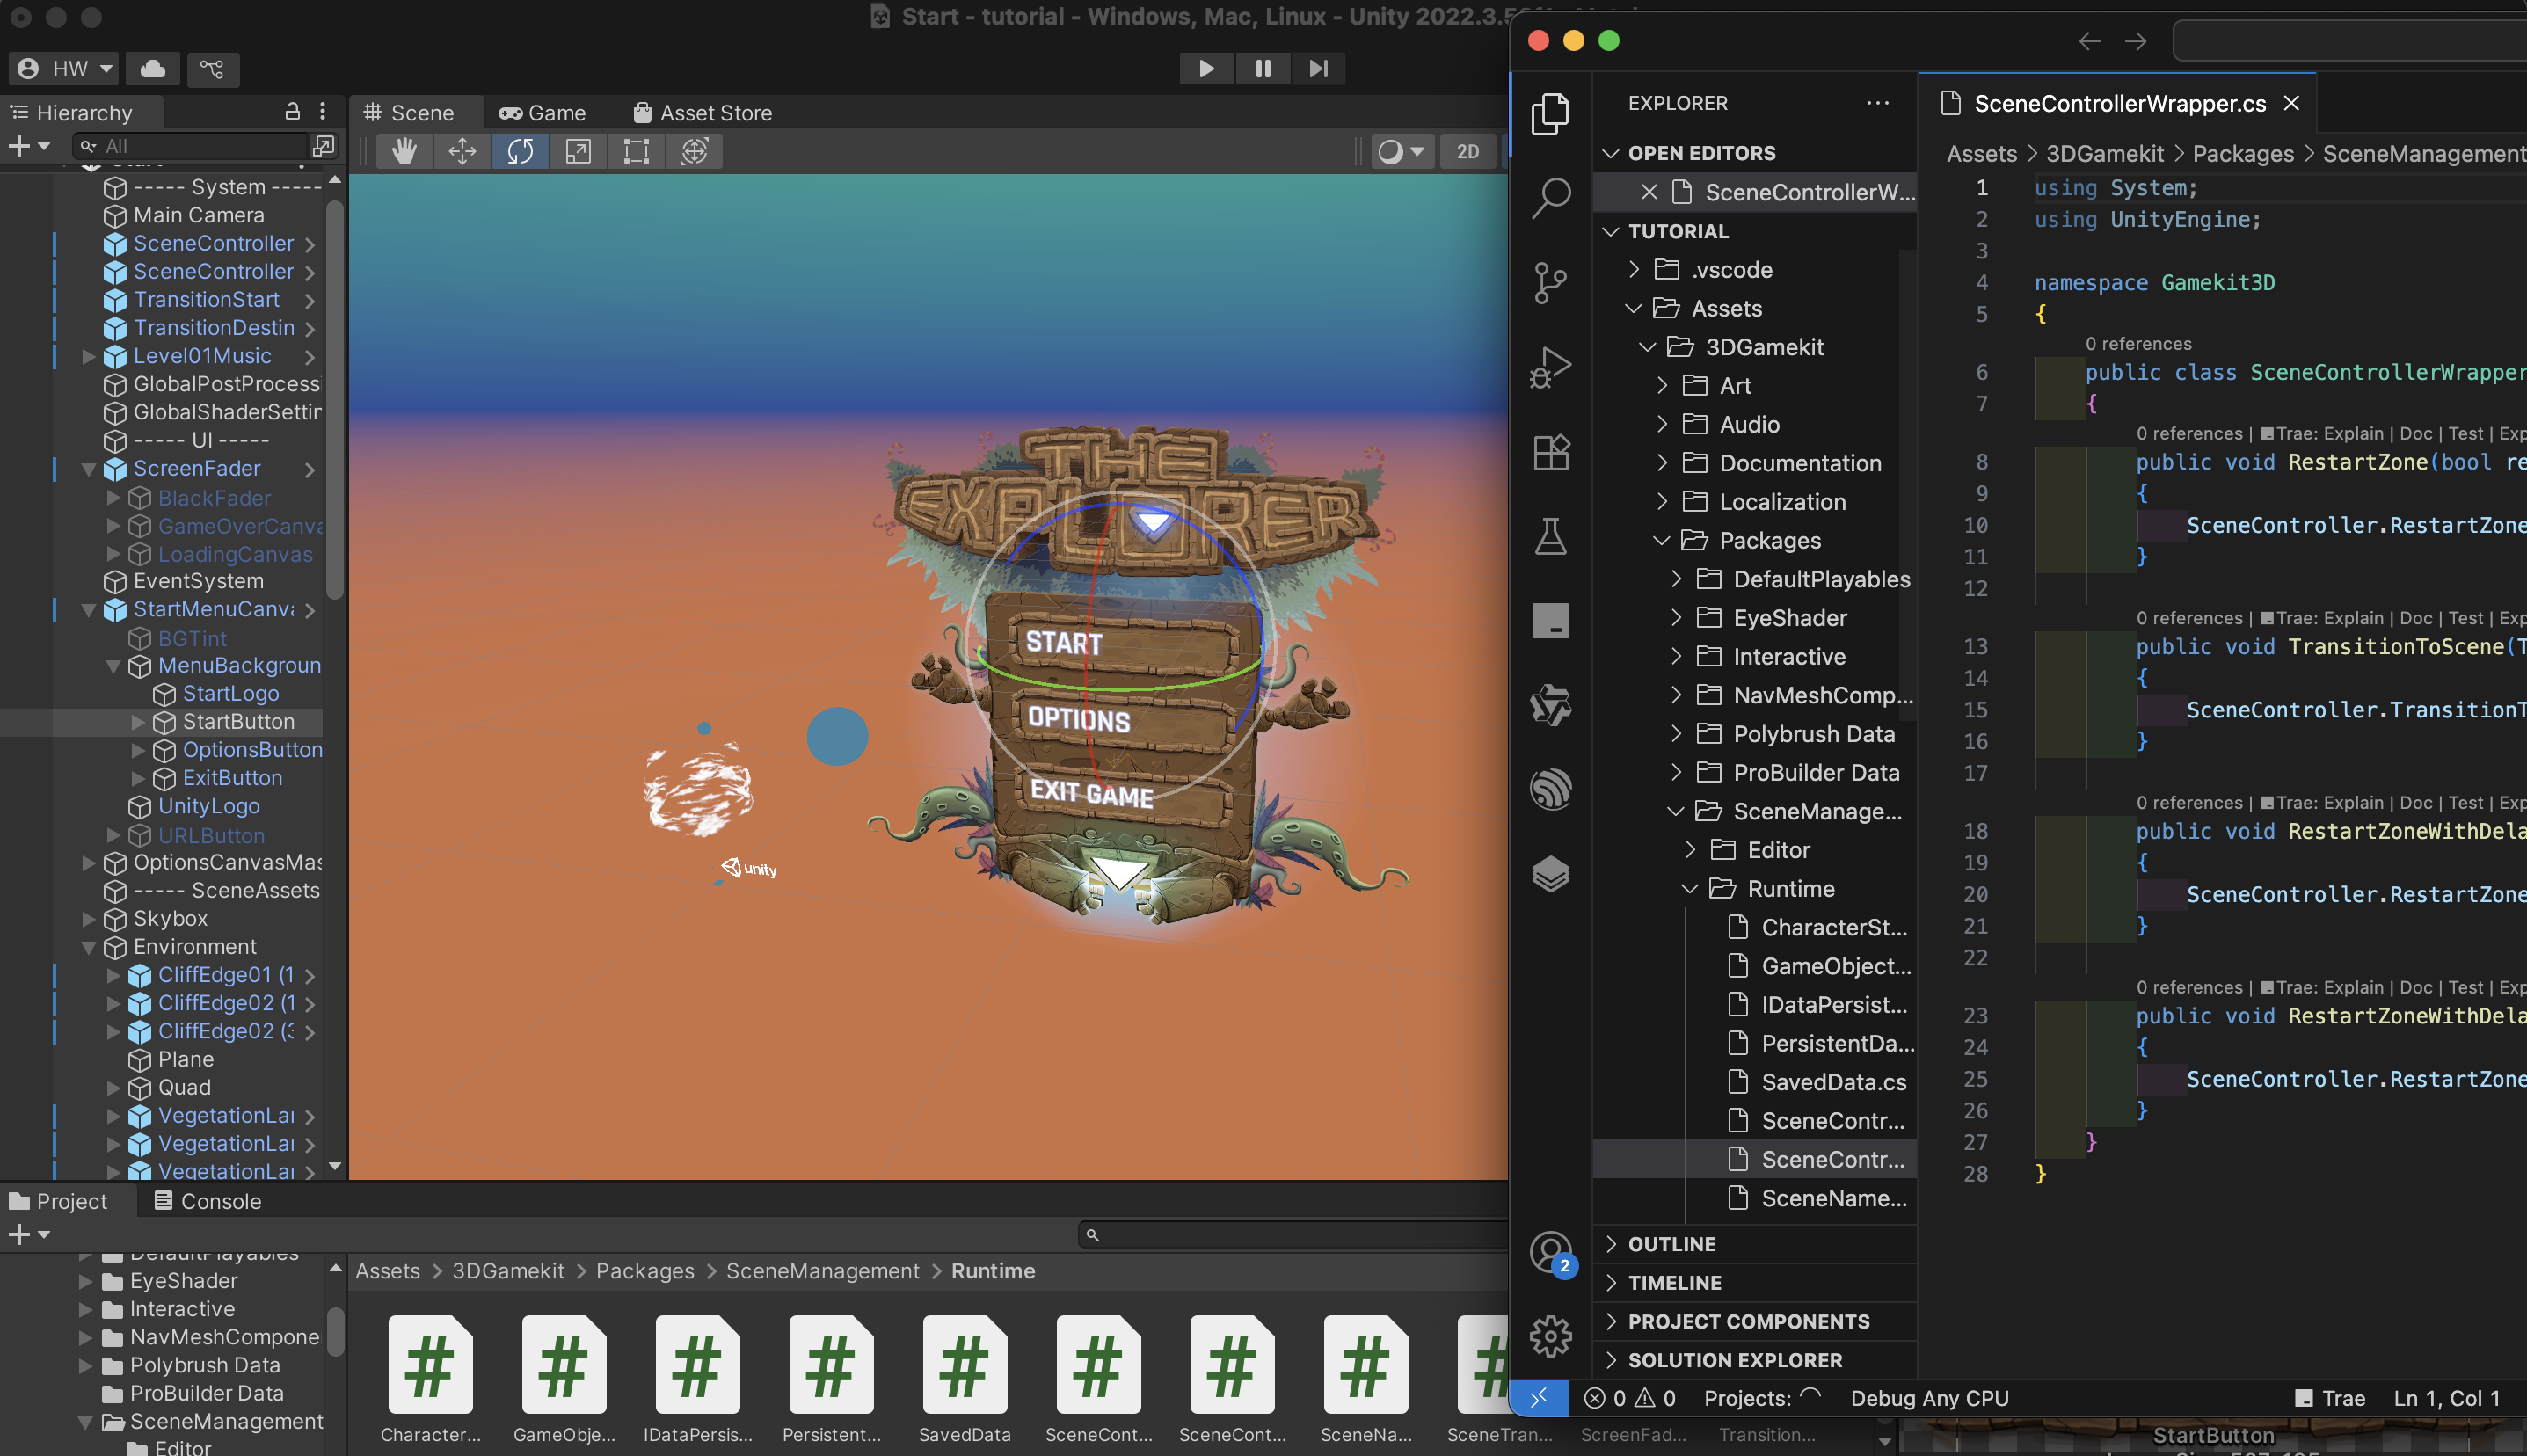 Start - tutorial - Windows, Mac, Linux - Unity 2022.3.5
HW
Hierarchy
All
----- System -----
Main Camera
SceneController
SceneController
TransitionStart
TransitionDestin
Level01Music
GlobalPostProcessi
GlobalShaderSettin
----- UI -----
ScreenFader
BlackFader
GameOverCanva
LoadingCanvas
EventSystem
StartMenuCanva
BGTint
MenuBackgroun
StartLogo
StartButton
OptionsButton
ExitButton
UnityLogo
URLButton
OptionsCanvasMas
----- SceneAssets
Skybox
Environment
CliffEdge01 (1
CliffEdge02 (1
CliffEdge02 (3
Plane
Quad
VegetationLar
VegetationLar
VegetationLar
Scene
Game
Asset Store
2D
THE
EXPLORER
START
OPTIONS
EXIT GAME
unity
Project
Console
DefaultPlayables
EyeShader
Interactive
NavMeshCompone
Polybrush Data
ProBuilder Data
SceneManagement
Editor
Assets > 3DGamekit > Packages > SceneManagement > Runtime
Character...
GameObje...
IDataPersis...
Persistent...
SavedData
SceneCont...
SceneCont...
SceneNa...
SceneTran...
ScreenFad...
Transition...
StartButton
EXPLORER
OPEN EDITORS
SceneControllerW...
TUTORIAL
.vscode
Assets
3DGamekit
Art
Audio
Documentation
Localization
Packages
DefaultPlayables
EyeShader
Interactive
NavMeshComp...
Polybrush Data
ProBuilder Data
SceneManage...
Editor
Runtime
CharacterSt...
GameObject...
IDataPersist...
PersistentDa...
SavedData.cs
SceneContr...
SceneContr...
SceneName...
OUTLINE
TIMELINE
PROJECT COMPONENTS
SOLUTION EXPLORER
2
SceneControllerWrapper.cs
Assets > 3DGamekit > Packages > SceneManagement
1 using System;
2 using UnityEngine;
3
4 namespace Gamekit3D
5 {
0 references
6 public class SceneControllerWrapper
7 {
0 references | Trae: Explain | Doc | Test | Exp
8 public void RestartZone(bool re
9 {
10 SceneController.RestartZone
11 }
12
0 references | Trae: Explain | Doc | Test | Exp
13 public void TransitionToScene(T
14 {
15 SceneController.TransitionT
16 }
17
0 references | Trae: Explain | Doc | Test | Exp
18 public void RestartZoneWithDela
19 {
20 SceneController.RestartZone
21 }
22
0 references | Trae: Explain | Doc | Test | Exp
23 public void RestartZoneWithDela
24 {
25 SceneController.RestartZone
26 }
27 }
28 }
0 0 Projects: Debug Any CPU Trae Ln 1, Col 1